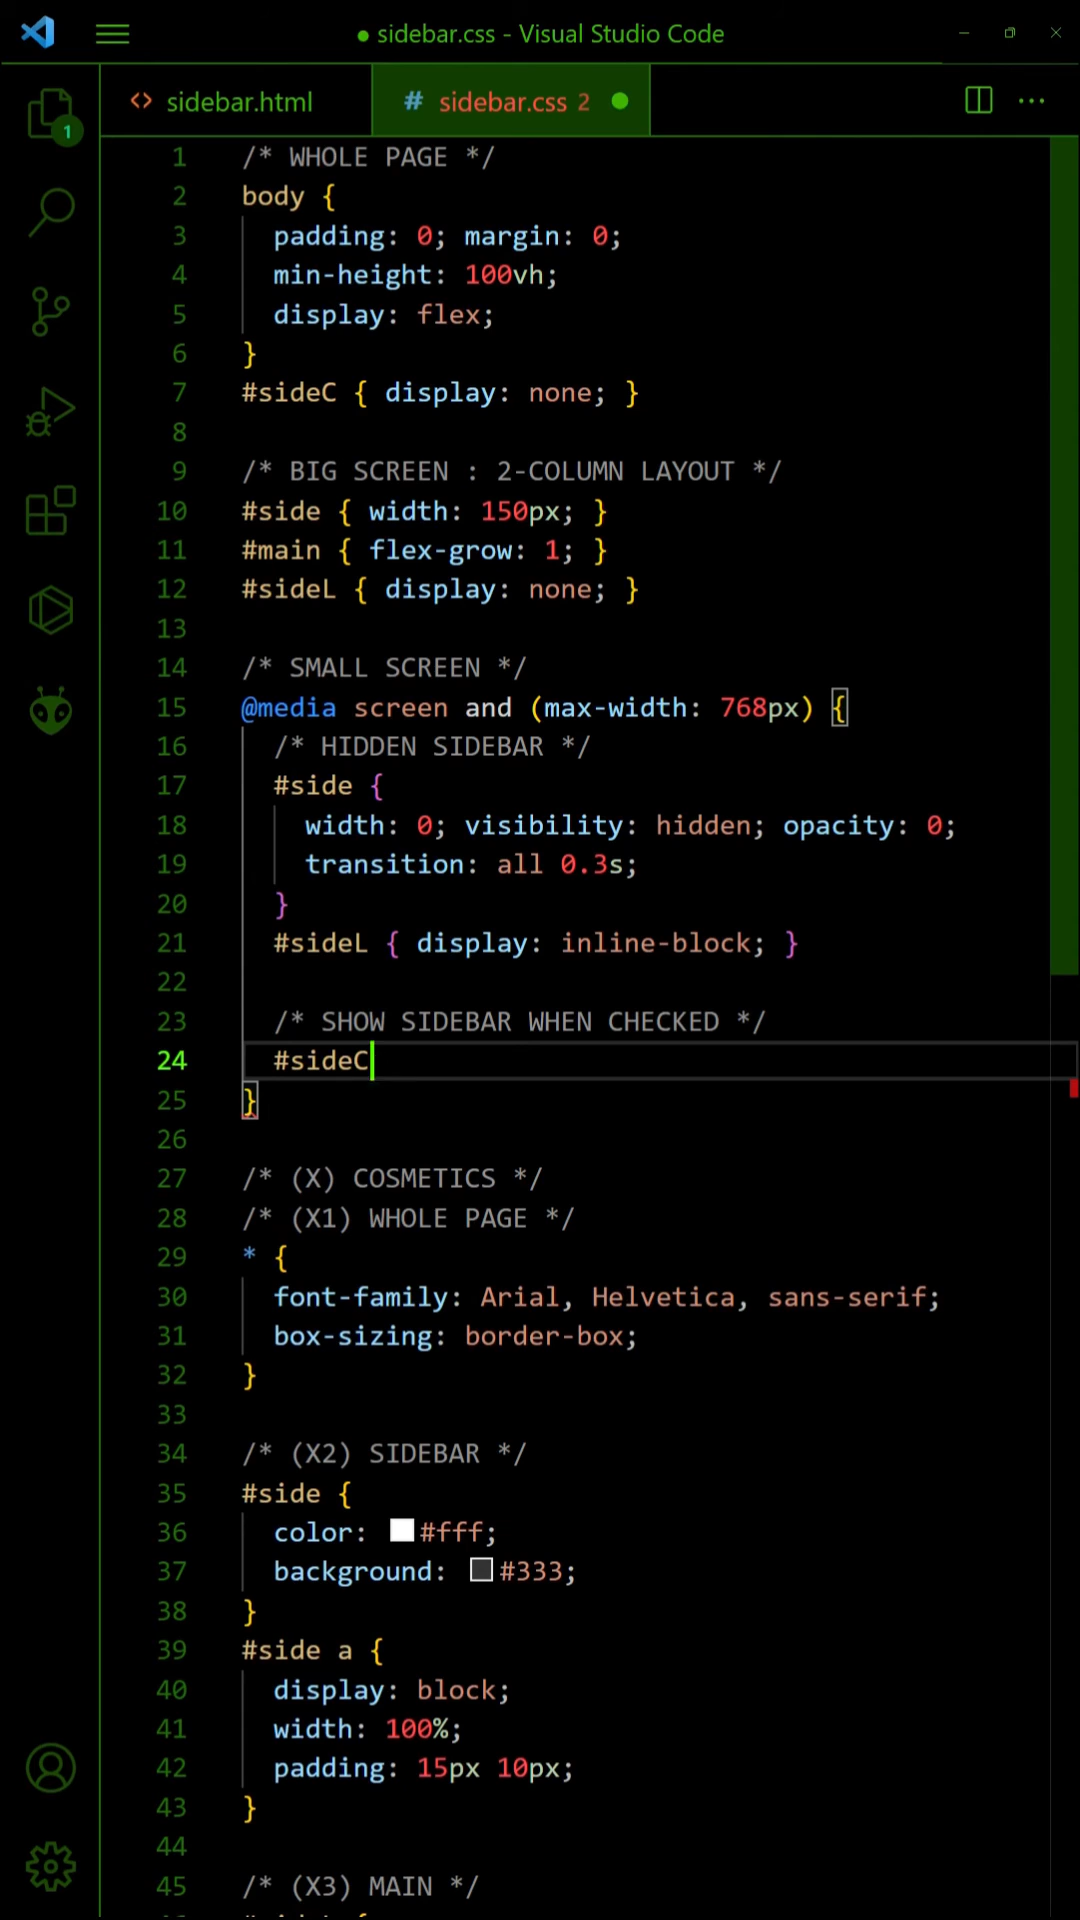 sidebar.css - Visual Studio Code
sidebar.html
# sidebar.css 2
1
1 /* WHOLE PAGE */
2 body {
3 padding: 0; margin: 0;
4 min-height: 100vh;
5 display: flex;
6 }
7 #sideC { display: none; }
8
9 /* BIG SCREEN : 2-COLUMN LAYOUT */
10 #side { width: 150px; }
11 #main { flex-grow: 1; }
12 #sideL { display: none; }
13
14 /* SMALL SCREEN */
15 @media screen and (max-width: 768px) {
16 /* HIDDEN SIDEBAR */
17 #side {
18 width: 0; visibility: hidden; opacity: 0;
19 transition: all 0.3s;
20 }
21 #sideL { display: inline-block; }
22
23 /* SHOW SIDEBAR WHEN CHECKED */
24 #sideC
25 }
26
27 /* (X) COSMETICS */
28 /* (X1) WHOLE PAGE */
29 * {
30 font-family: Arial, Helvetica, sans-serif;
31 box-sizing: border-box;
32 }
33
34 /* (X2) SIDEBAR */
35 #side {
36 color: #fff;
37 background: #333;
38 }
39 #side a {
40 display: block;
41 width: 100%;
42 padding: 15px 10px;
43 }
44
45 /* (X3) MAIN */